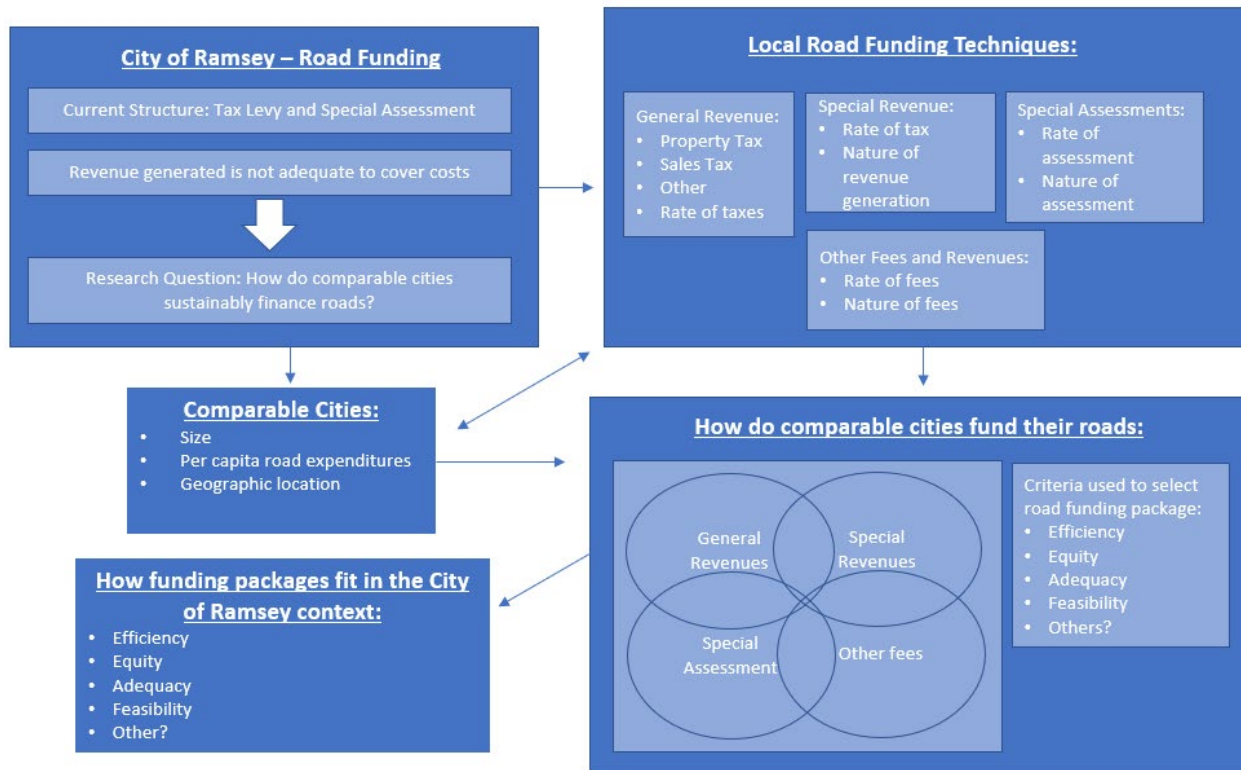 City of Ramsey – Road Funding
Current Structure: Tax Levy and Special Assessment
Revenue generated is not adequate to cover costs
Research Question: How do comparable cities
sustainably finance roads?
Local Road Funding Techniques:
General Revenue:
• Property Tax
• Sales Tax
• Other
• Rate of taxes
Special Revenue:
• Rate of tax
• Nature of
revenue
generation
Special Assessments:
• Rate of
assessment
• Nature of
assessment
Other Fees and Revenues:
• Rate of fees
• Nature of fees
Comparable Cities:
• Size
• Per capita road expenditures
• Geographic location
How do comparable cities fund their roads:
General
Revenues
Special
Revenues
Special
Assessment
Other fees
Criteria used to select
road funding package:
• Efficiency
• Equity
• Adequacy
• Feasibility
• Others?
How funding packages fit in the City
of Ramsey context:
• Efficiency
• Equity
• Adequacy
• Feasibility
• Other?